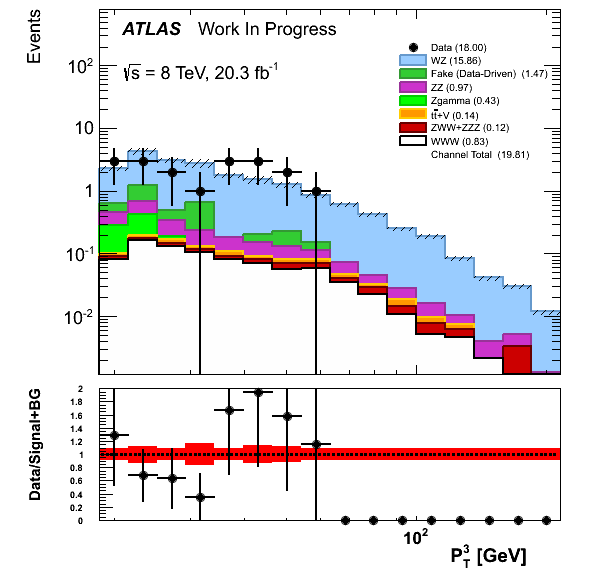 Events
ATLAS Work In Progress
√s = 8 TeV, 20.3 fb-1
Data (18.00)
WZ (15.86)
Fake (Data-Driven) (1.47)
ZZ (0.97)
Zgamma (0.43)
tt+V (0.14)
ZWW+ZZZ (0.12)
WWW (0.83)
Channel Total (19.81)
10²
10
1
10⁻¹
10⁻²
Data/Signal+BG
2
1.8
1.6
1.4
1.2
1
0.8
0.6
0.4
0.2
0
10²
P³T [GeV]